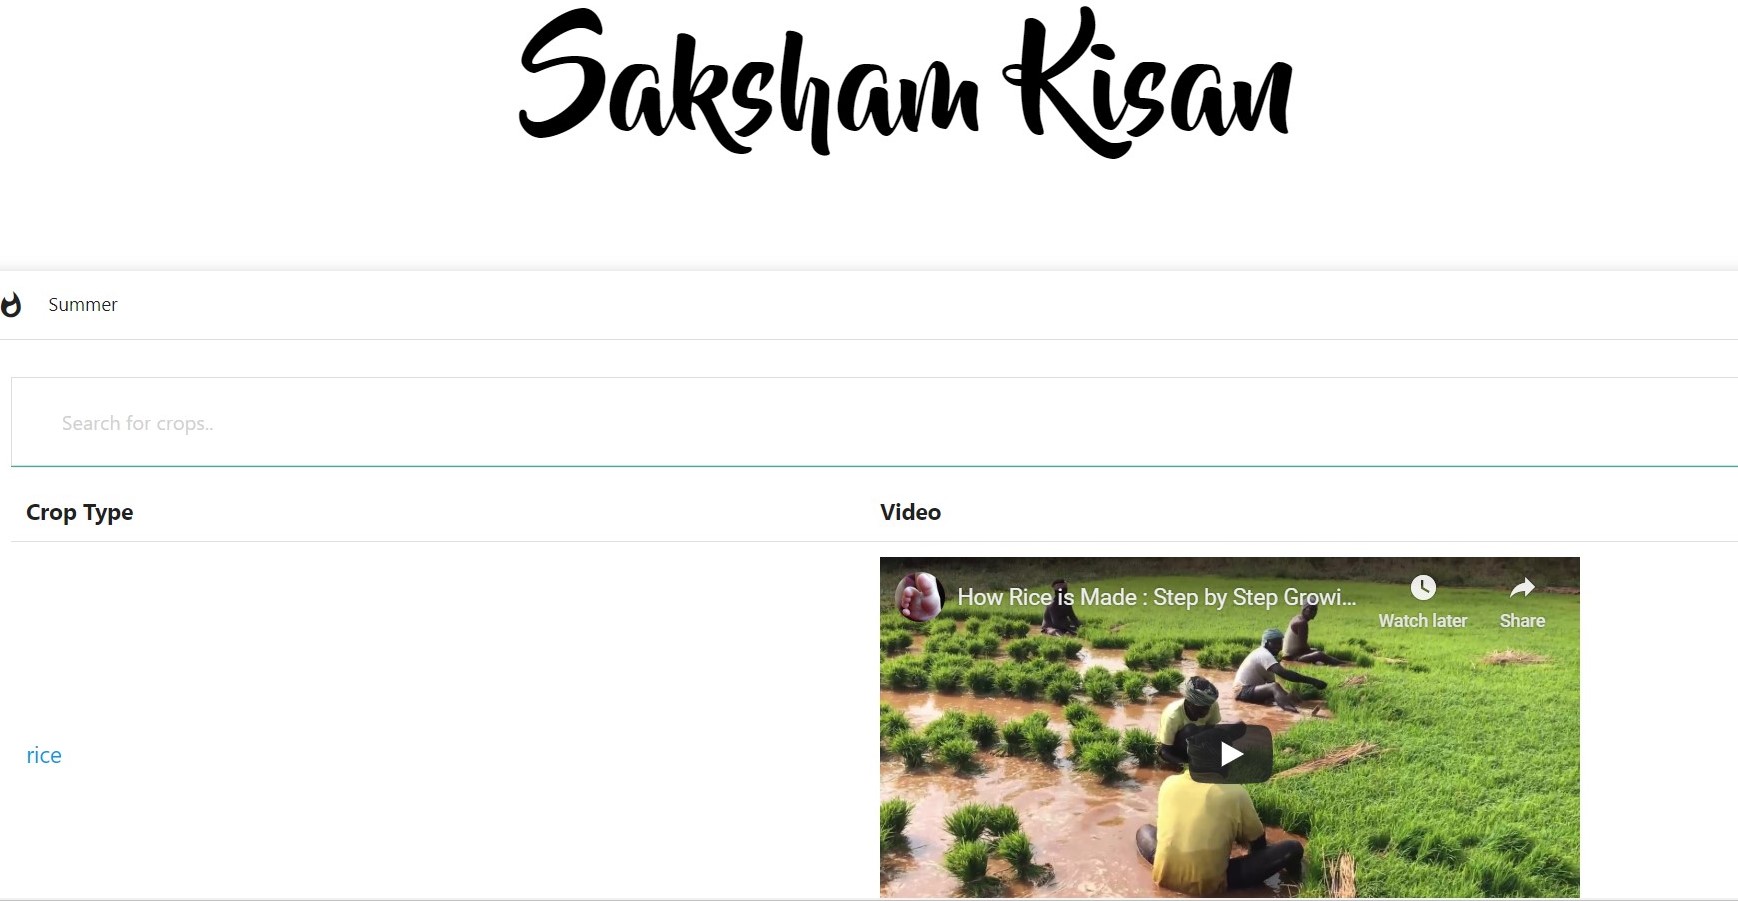 Saksham Kisan
Summer
Search for crops..
Crop Type Video
How Rice is Made : Step by Step Growi...
Watch later Share
rice